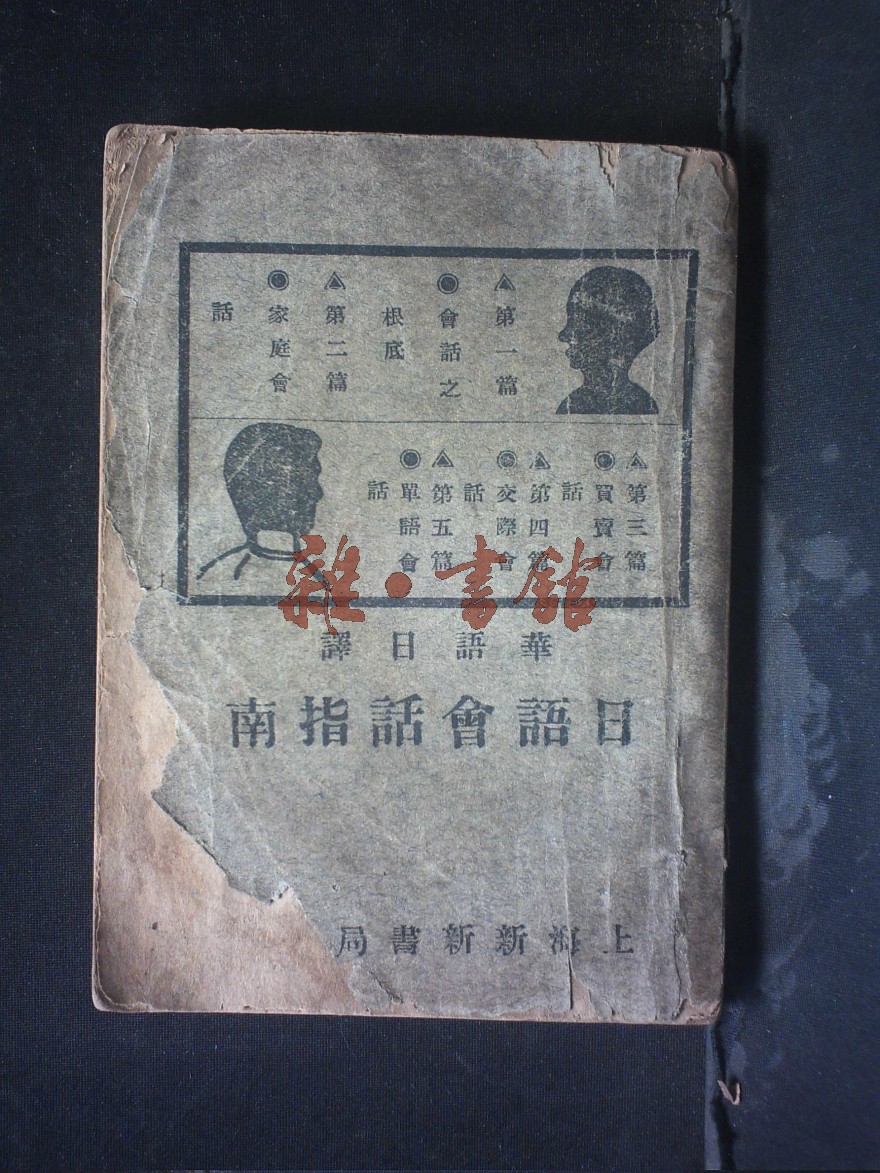 ▲第一篇
◉會話之
根底
▲第二篇
◉家庭會
話
▲第三篇
◉買賣會
話
▲第四篇
◉交際會
話
▲第五篇
◉單語會
話
雜·書館
華語日譯
日語會話指南
上海新新書局